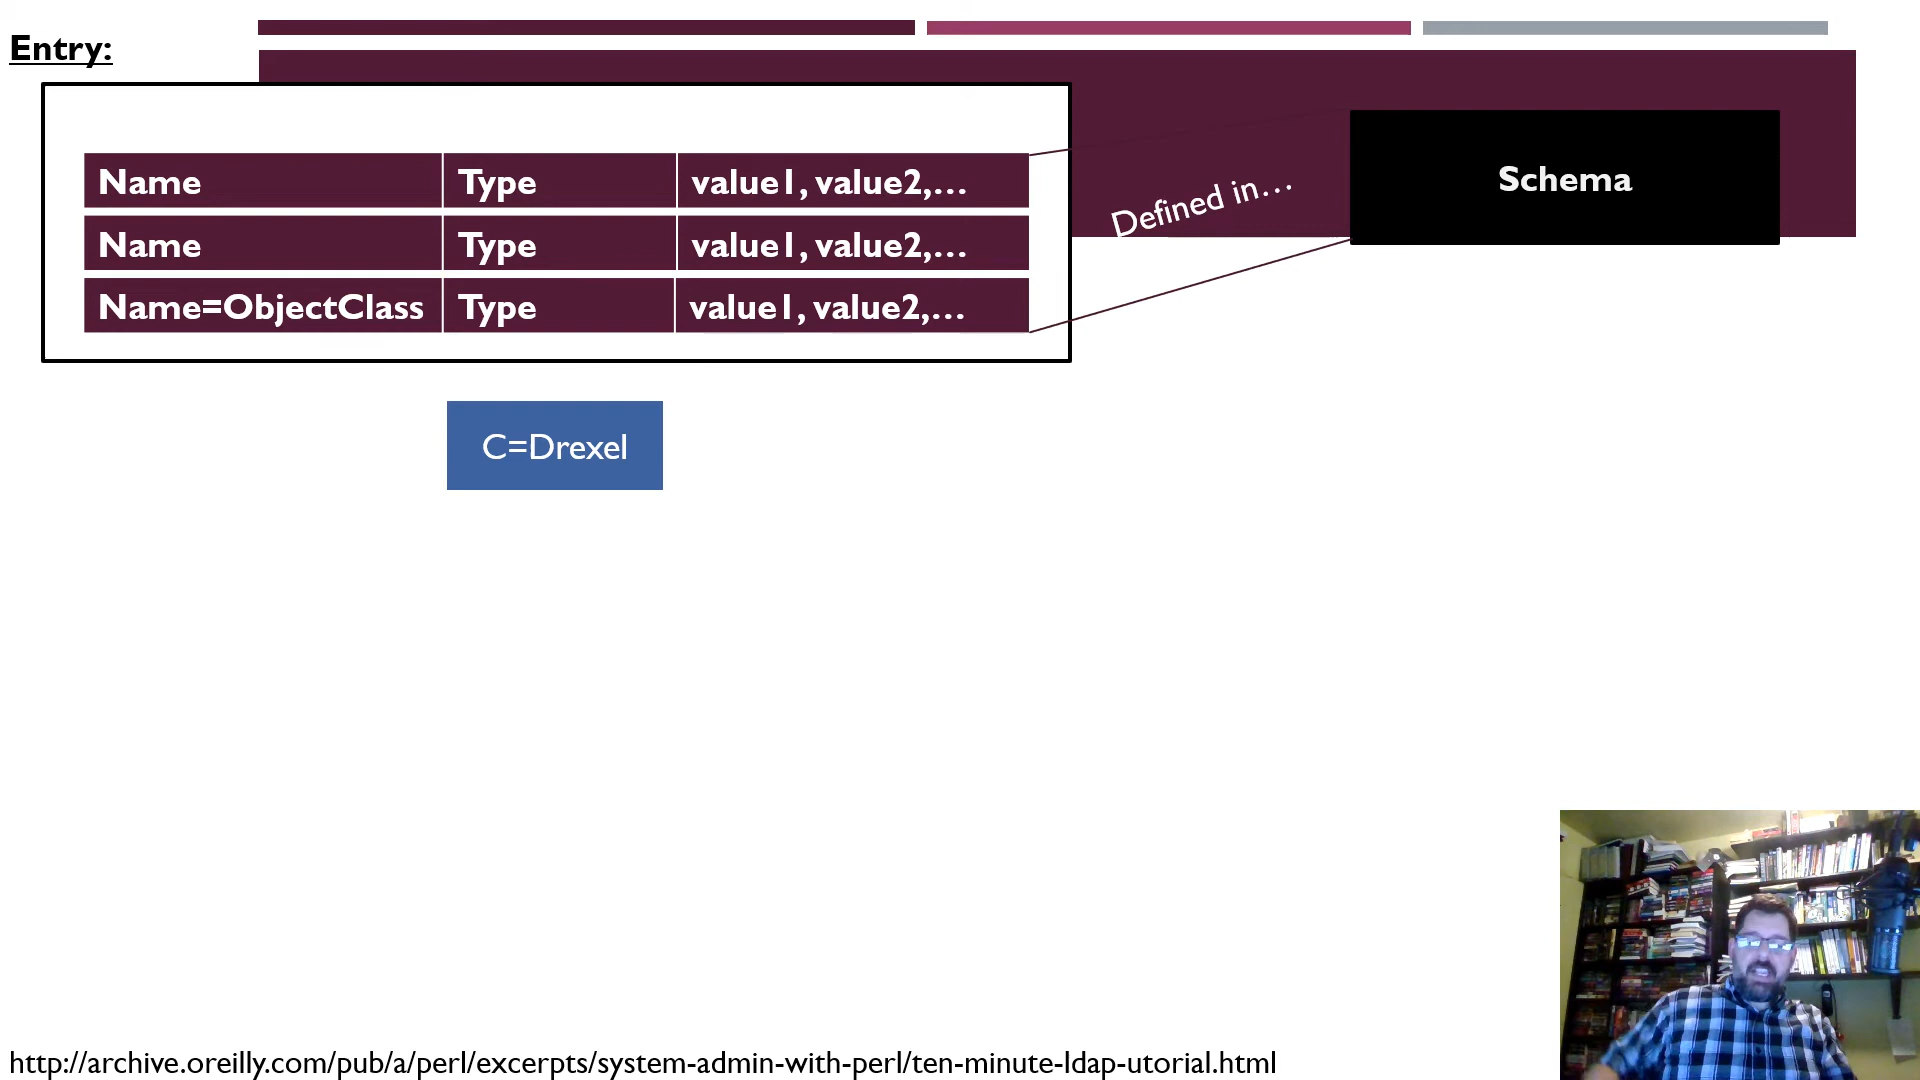 Entry:
Name Type value1, value2,...
Name Type value1, value2,...
Name=ObjectClass Type value1, value2,...
Defined in...
Schema
C=Drexel
http://archive.oreilly.com/pub/a/perl/excerpts/system-admin-with-perl/ten-minute-ldap-utorial.html